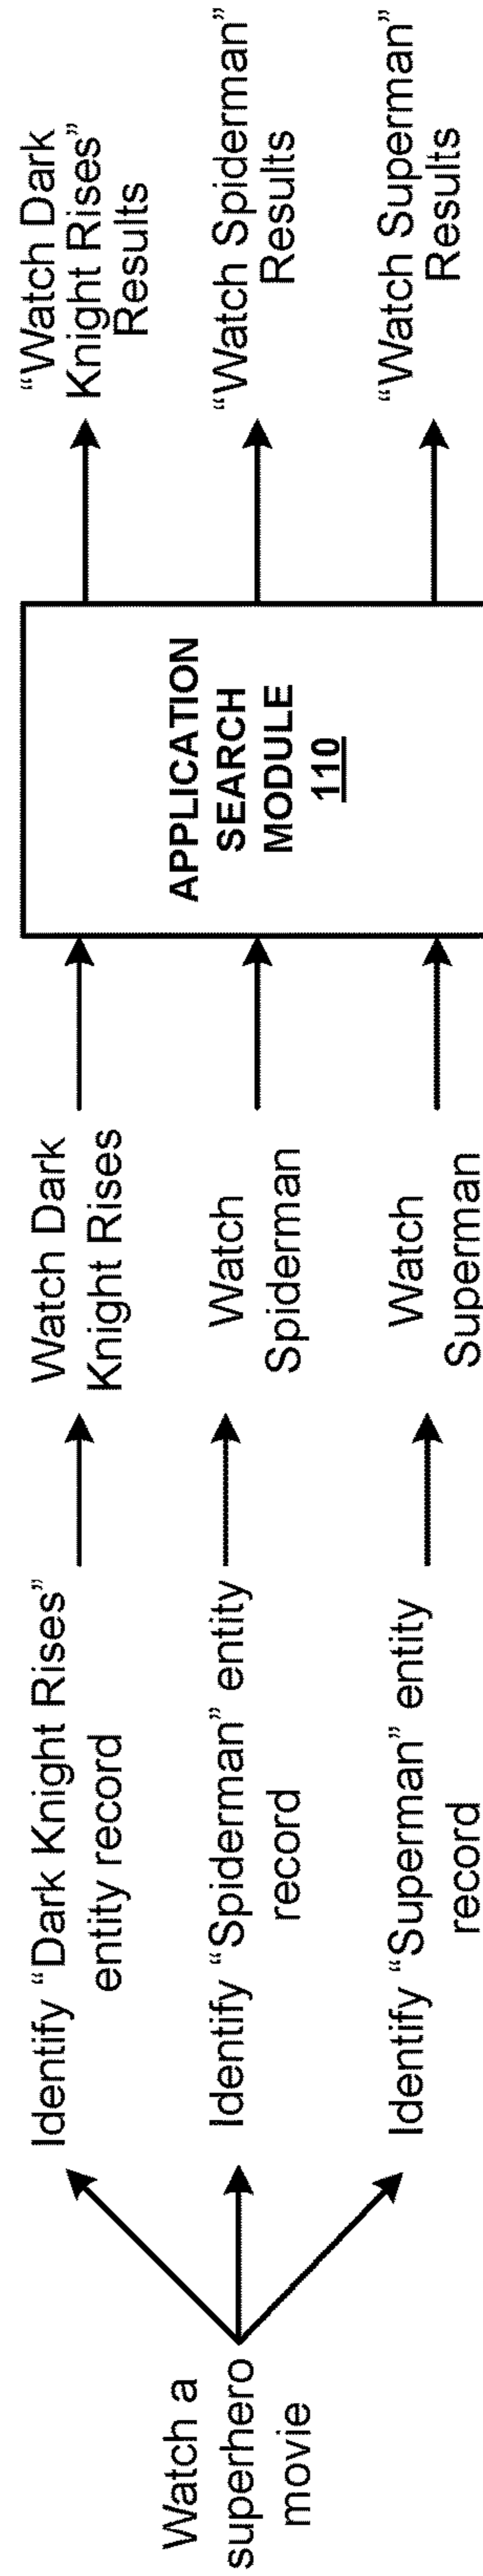 Watch a
superhero
movie
Identify “Dark Knight Rises”
entity record
Identify “Spiderman” entity
record
Identify “Superman” entity
record
Watch Dark
Knight Rises
Watch
Spiderman
Watch
Superman
APPLICATION
SEARCH
MODULE
110
“Watch Dark
Knight Rises”
Results
“Watch Spiderman”
Results
“Watch Superman”
Results